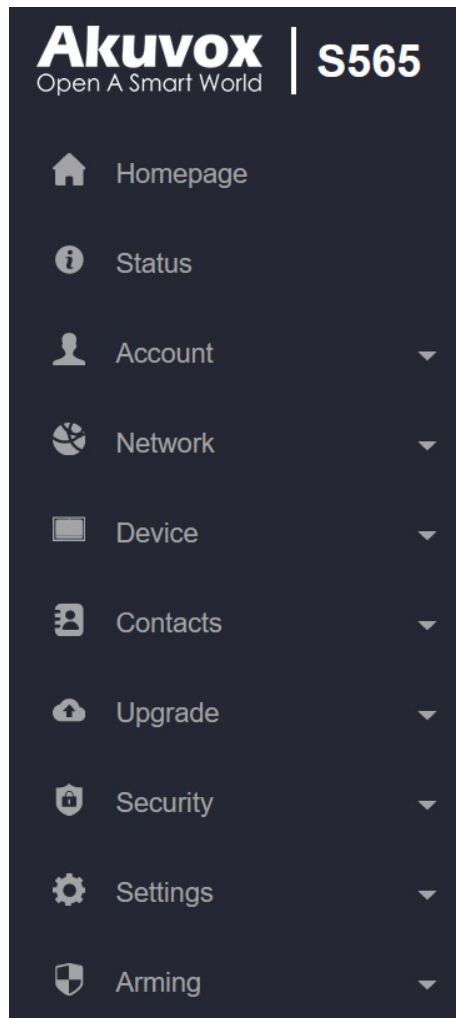 Akuvox
Open A Smart World
S565
Homepage
Status
Account
Network
Device
Contacts
Upgrade
Security
Settings
Arming